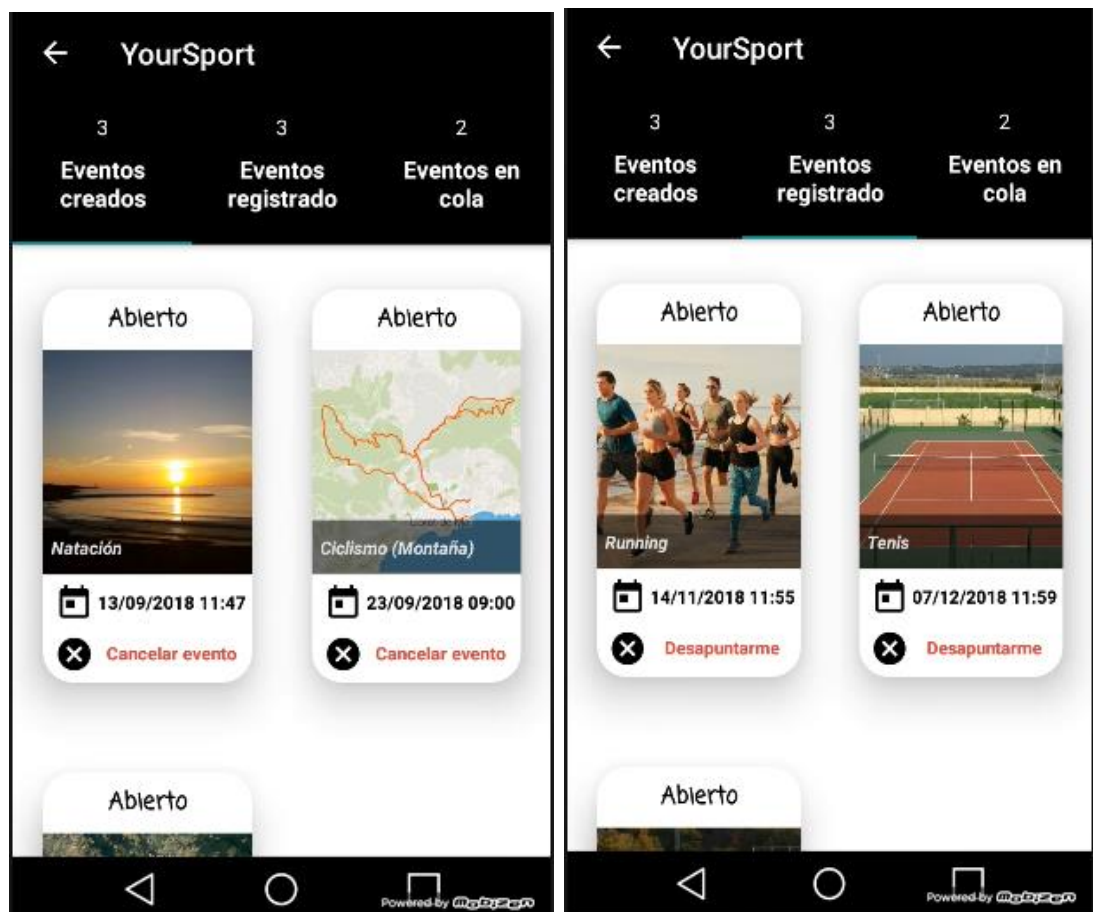 YourSport
3
3
2
Eventos
creados
Eventos
registrado
Eventos en
cola
Abierto
Abierto
Natación
Ciclismo (Montaña)
13/09/2018 11:47
23/09/2018 09:00
Cancelar evento
Cancelar evento
Abierto
Powered by Mobizen
YourSport
3
3
2
Eventos
creados
Eventos
registrado
Eventos en
cola
Abierto
Abierto
Running
Tenis
14/11/2018 11:55
07/12/2018 11:59
Desapuntarme
Desapuntarme
Abierto
Powered by Mobizen